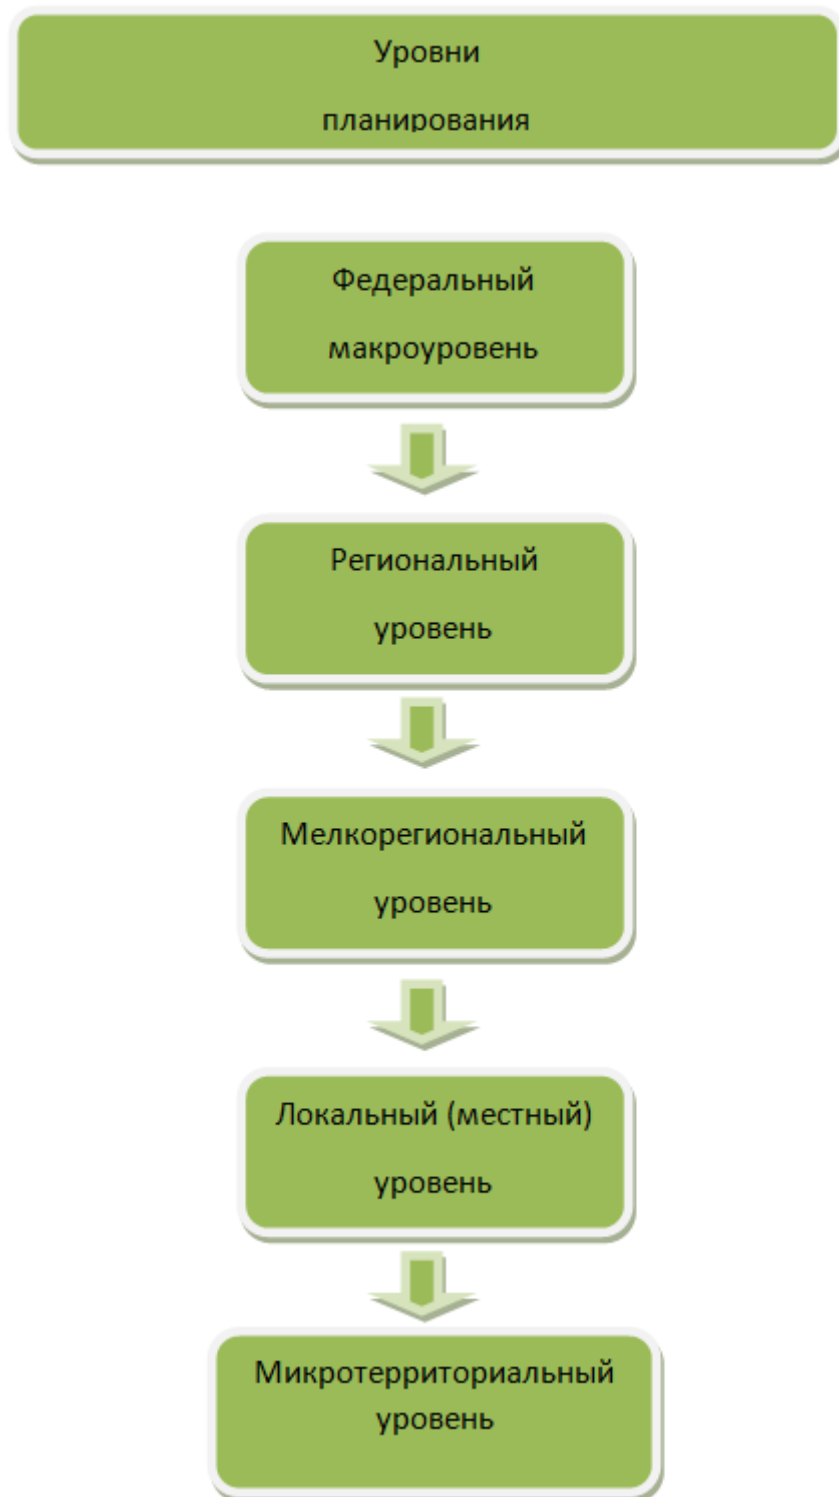 Уровни
планирования
Федеральный
макроуровень
Региональный
уровень
Мелкорегиональный
уровень
Локальный (местный)
уровень
Микротерриториальный
уровень